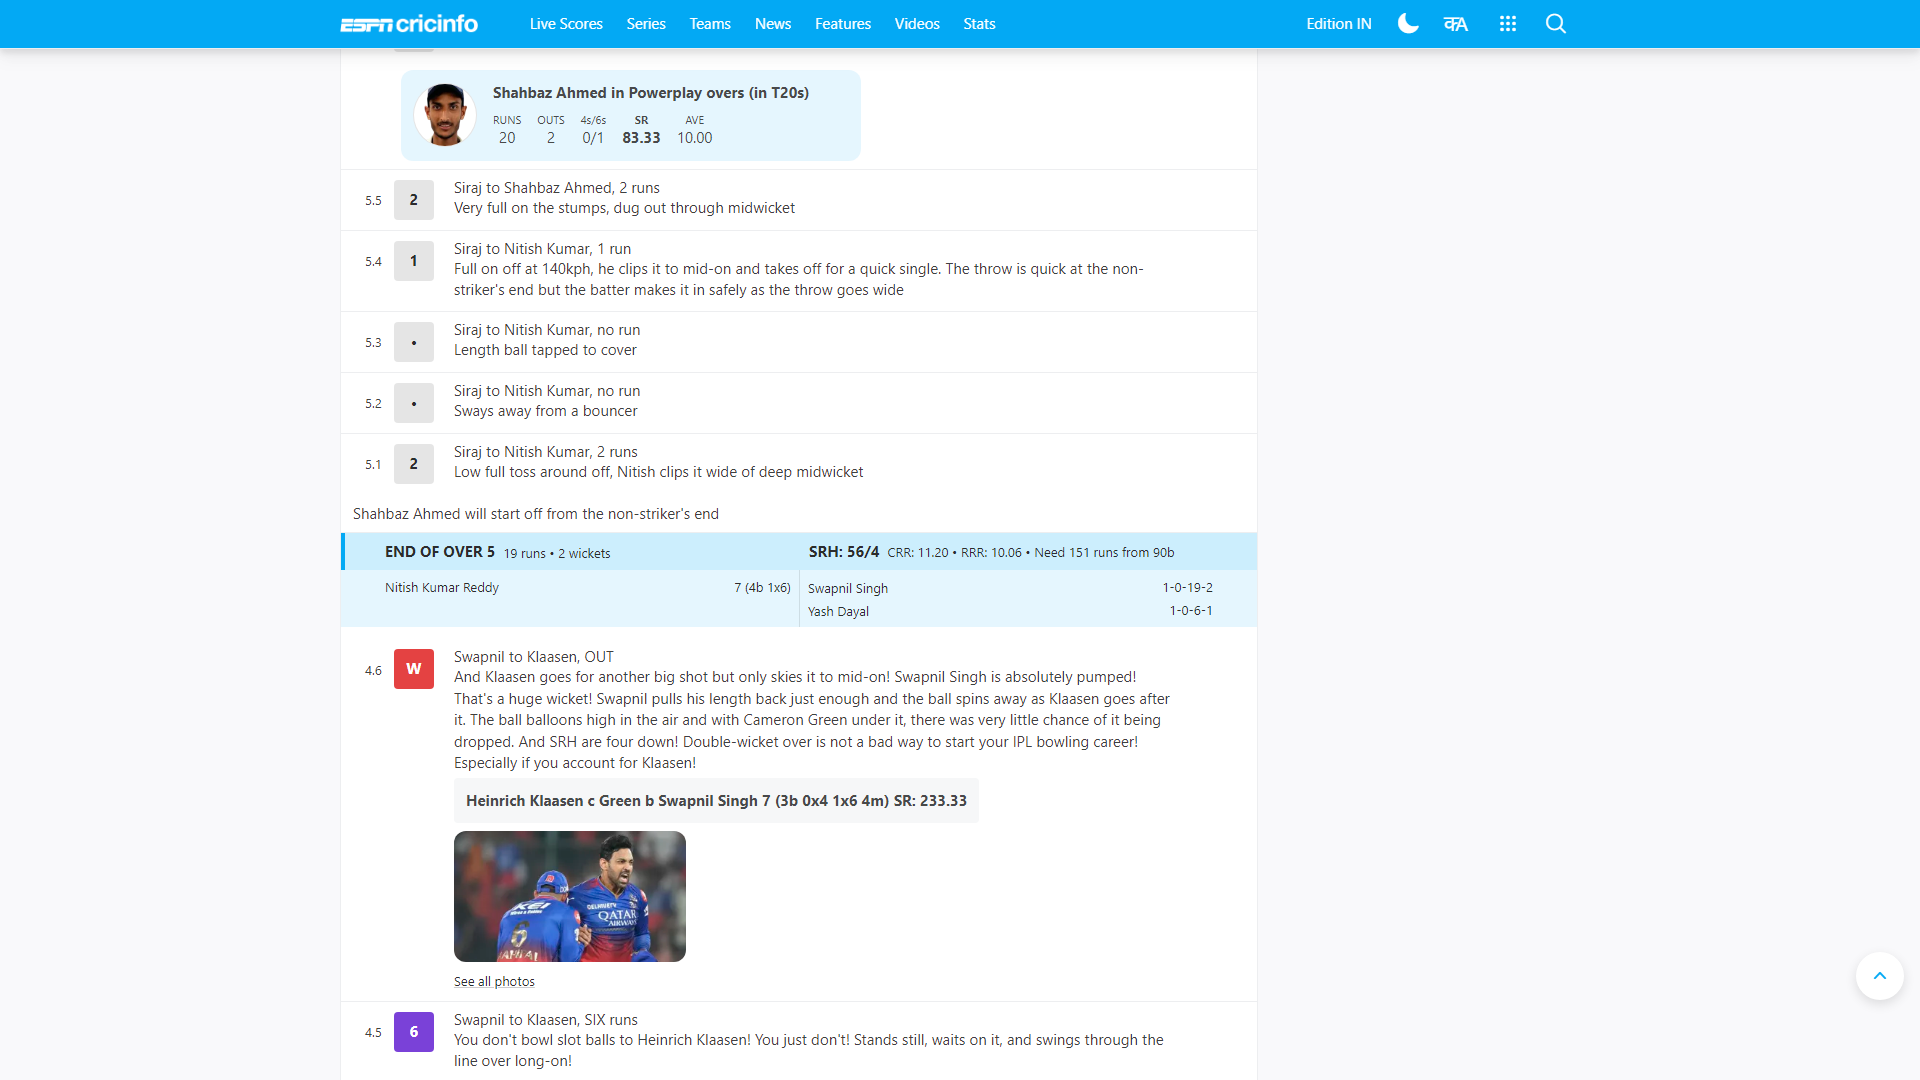 ESPN cricinfo Live Scores Series Teams News Features Videos Stats Edition IN क A
Shahbaz Ahmed in Powerplay overs (in T20s)
RUNS OUTS 4s/6s SR AVE
20 2 0/1 83.33 10.00
5.5 2 Siraj to Shahbaz Ahmed, 2 runs
Very full on the stumps, dug out through midwicket
5.4 1 Siraj to Nitish Kumar, 1 run
Full on off at 140kph, he clips it to mid-on and takes off for a quick single. The throw is quick at the non-
striker's end but the batter makes it in safely as the throw goes wide
5.3 • Siraj to Nitish Kumar, no run
Length ball tapped to cover
5.2 • Siraj to Nitish Kumar, no run
Sways away from a bouncer
5.1 2 Siraj to Nitish Kumar, 2 runs
Low full toss around off, Nitish clips it wide of deep midwicket
Shahbaz Ahmed will start off from the non-striker's end
END OF OVER 5 19 runs • 2 wickets SRH: 56/4 CRR: 11.20 • RRR: 10.06 • Need 151 runs from 90b
Nitish Kumar Reddy 7 (4b 1x6) Swapnil Singh 1-0-19-2
Yash Dayal 1-0-6-1
4.6 W Swapnil to Klaasen, OUT
And Klaasen goes for another big shot but only skies it to mid-on! Swapnil Singh is absolutely pumped!
That's a huge wicket! Swapnil pulls his length back just enough and the ball spins away as Klaasen goes after
it. The ball balloons high in the air and with Cameron Green under it, there was very little chance of it being
dropped. And SRH are four down! Double-wicket over is not a bad way to start your IPL bowling career!
Especially if you account for Klaasen!
Heinrich Klaasen c Green b Swapnil Singh 7 (3b 0x4 1x6 4m) SR: 233.33
KEI
QATAR
AIRWAYS
6
See all photos
4.5 6 Swapnil to Klaasen, SIX runs
You don't bowl slot balls to Heinrich Klaasen! You just don't! Stands still, waits on it, and swings through the
line over long-on!